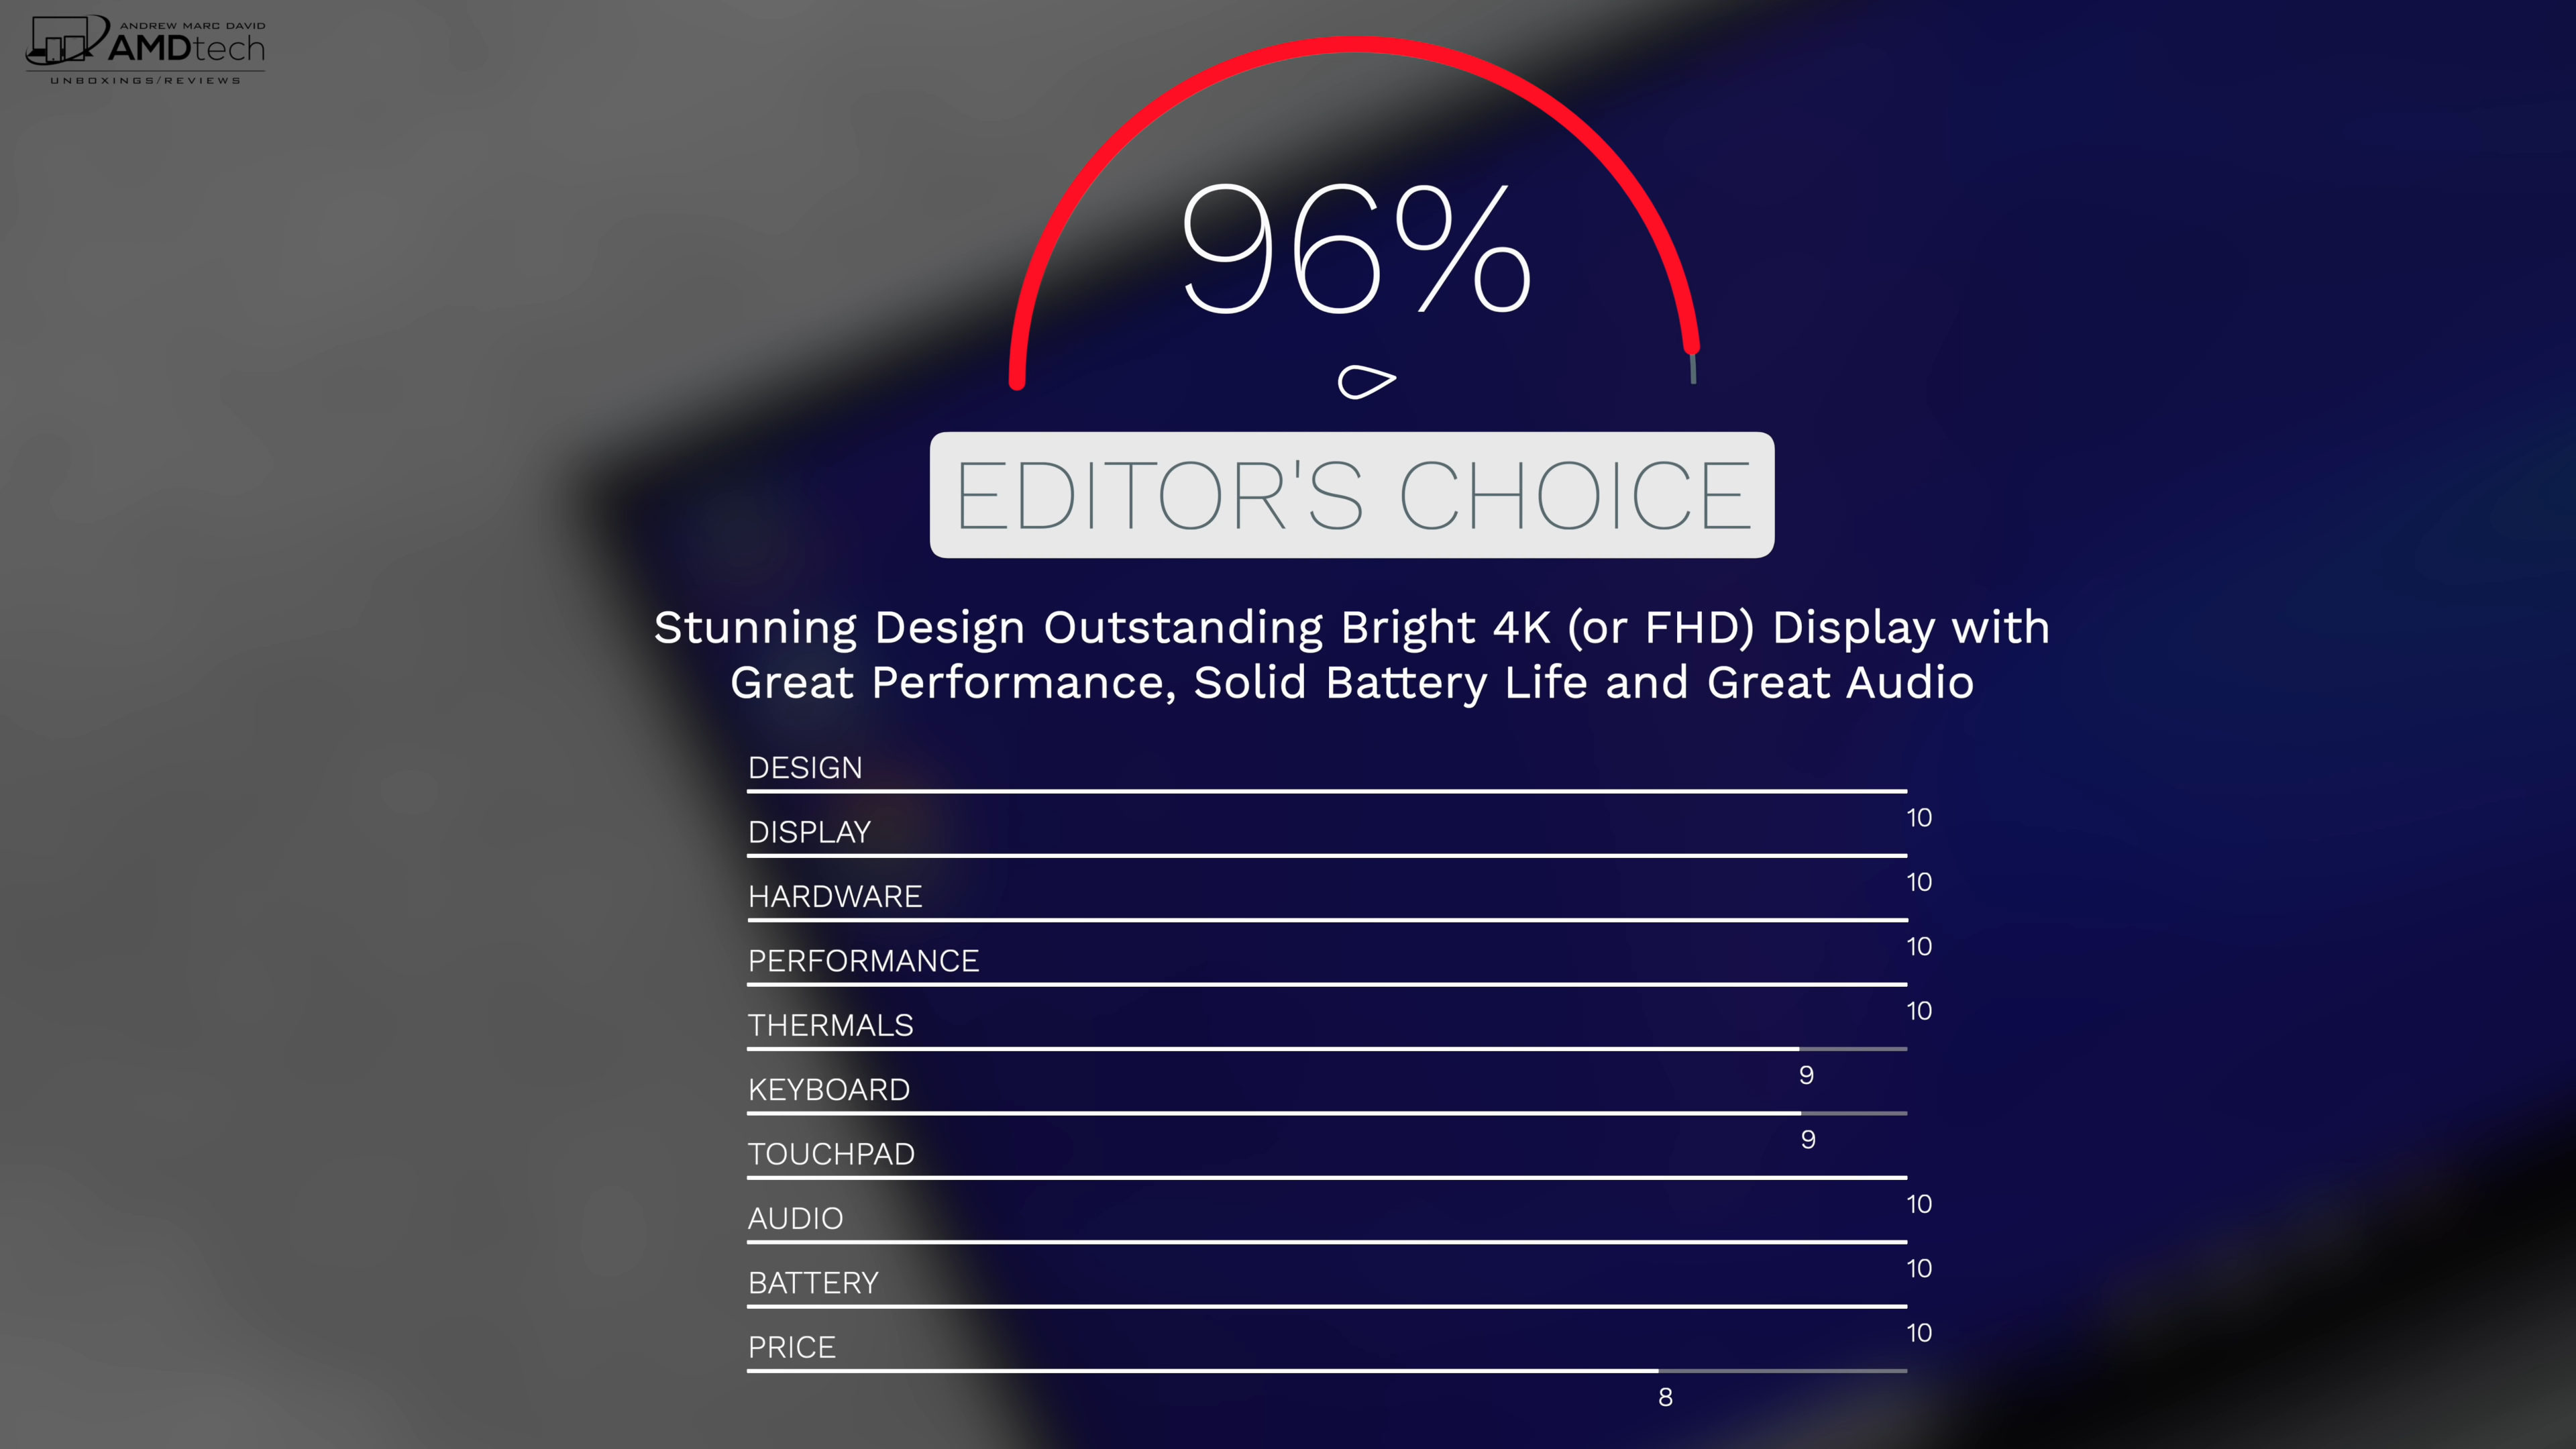 ANDREW MARC DAVID
AMDtech
UNBOXINGS/REVIEWS
96%
EDITOR'S CHOICE
Stunning Design Outstanding Bright 4K (or FHD) Display with
Great Performance, Solid Battery Life and Great Audio
DESIGN
10
DISPLAY
10
HARDWARE
10
PERFORMANCE
10
THERMALS
9
KEYBOARD
9
TOUCHPAD
10
AUDIO
10
BATTERY
10
PRICE
8